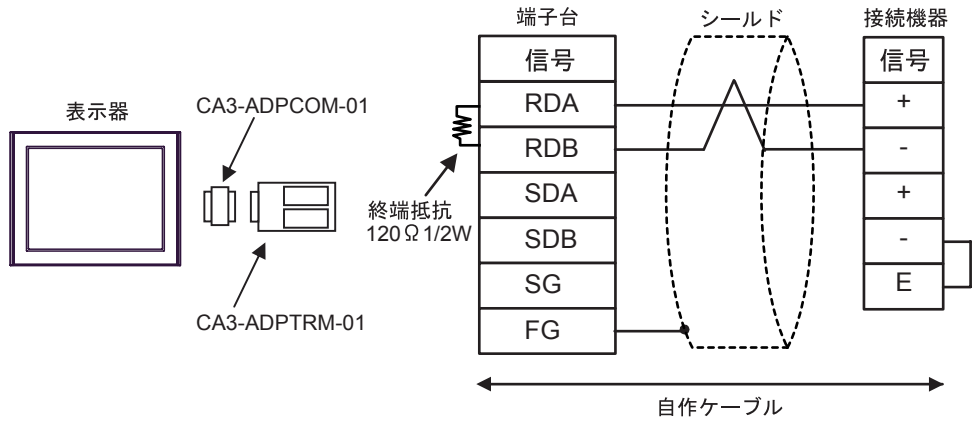 端子台
シールド
接続機器
信号
信号
RDA
+
RDB
-
SDA
+
SDB
-
SG
E
FG
表示器
CA3-ADPCOM-01
終端抵抗
120Ω1/2W
CA3-ADPTRM-01
自作ケーブル